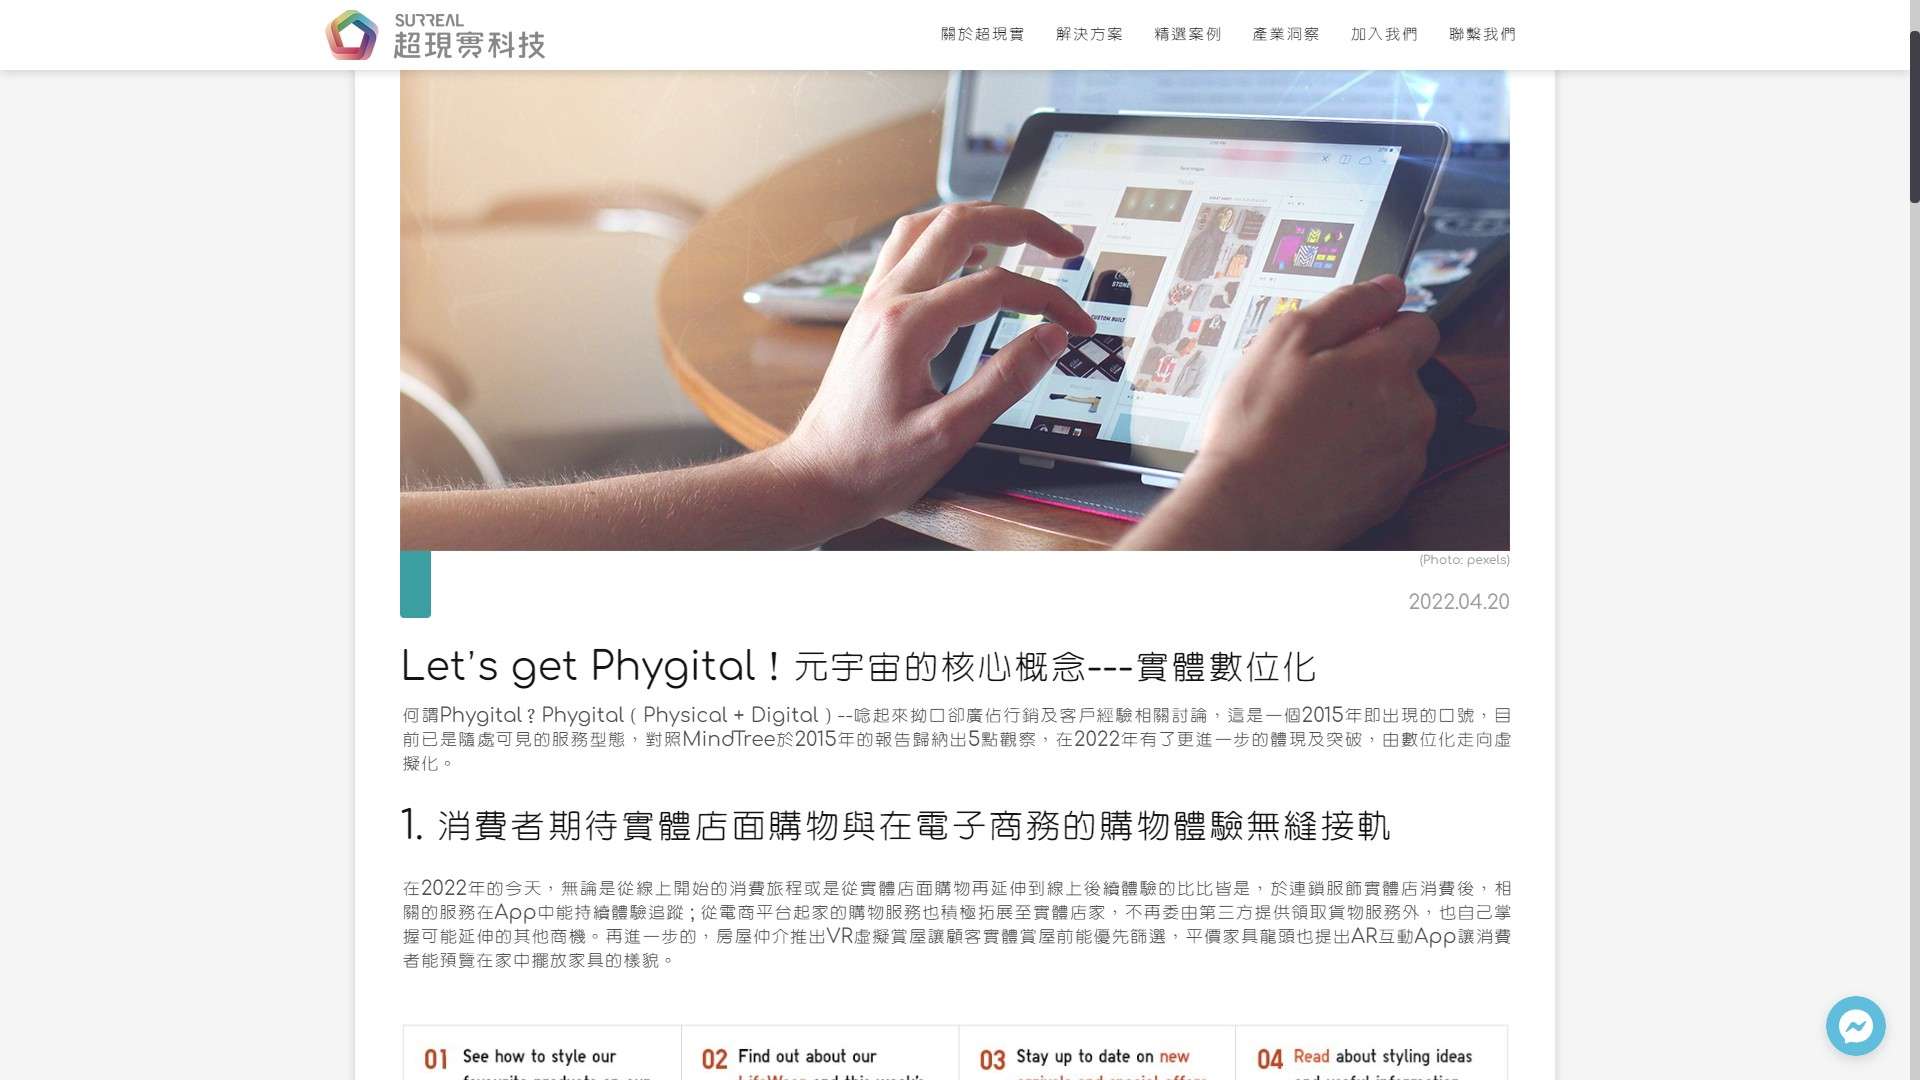 SURREAL
超現實科技
關於超現實 解決方案 精選案例 產業洞察 加入我們 聯繫我們
STONE
CUSTOM BUILT
(Photo: pexels)
2022.04.20
Let's get Phygital！元宇宙的核心概念---實體數位化
何謂Phygital？Phygital（Physical + Digital）--唸起來拗口卻廣佔行銷及客戶經驗相關討論，這是一個2015年即出現的口號，目
前已是隨處可見的服務型態，對照MindTree於2015年的報告歸納出5點觀察，在2022年有了更進一步的體現及突破，由數位化走向虛
擬化。
1. 消費者期待實體店面購物與在電子商務的購物體驗無縫接軌
在2022年的今天，無論是從線上開始的消費旅程或是從實體店面購物再延伸到線上後續體驗的比比皆是，於連鎖服飾實體店消費後，相
關的服務在App中能持續體驗追蹤；從電商平台起家的購物服務也積極拓展至實體店家，不再委由第三方提供領取貨物服務外，也自己掌
握可能延伸的其他商機。再進一步的，房屋仲介推出VR虛擬賞屋讓顧客實體賞屋前能優先篩選，平價家具龍頭也提出AR互動App讓消費
者能預覽在家中擺放家具的樣貌。
01 See how to style our
02 Find out about our
03 Stay up to date on new
04 Read about styling ideas